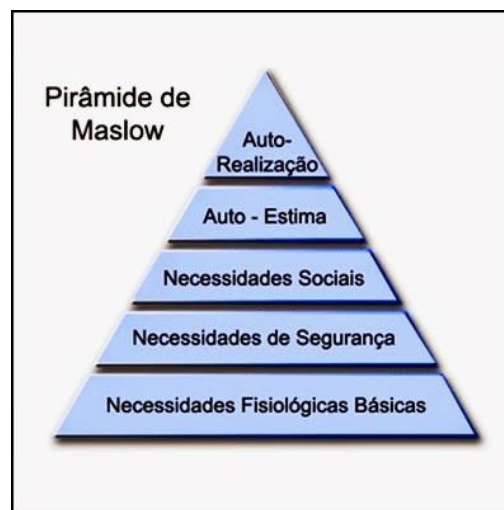 Pirâmide de
Maslow
Auto-
Realização
Auto - Estima
Necessidades Sociais
Necessidades de Segurança
Necessidades Fisiológicas Básicas